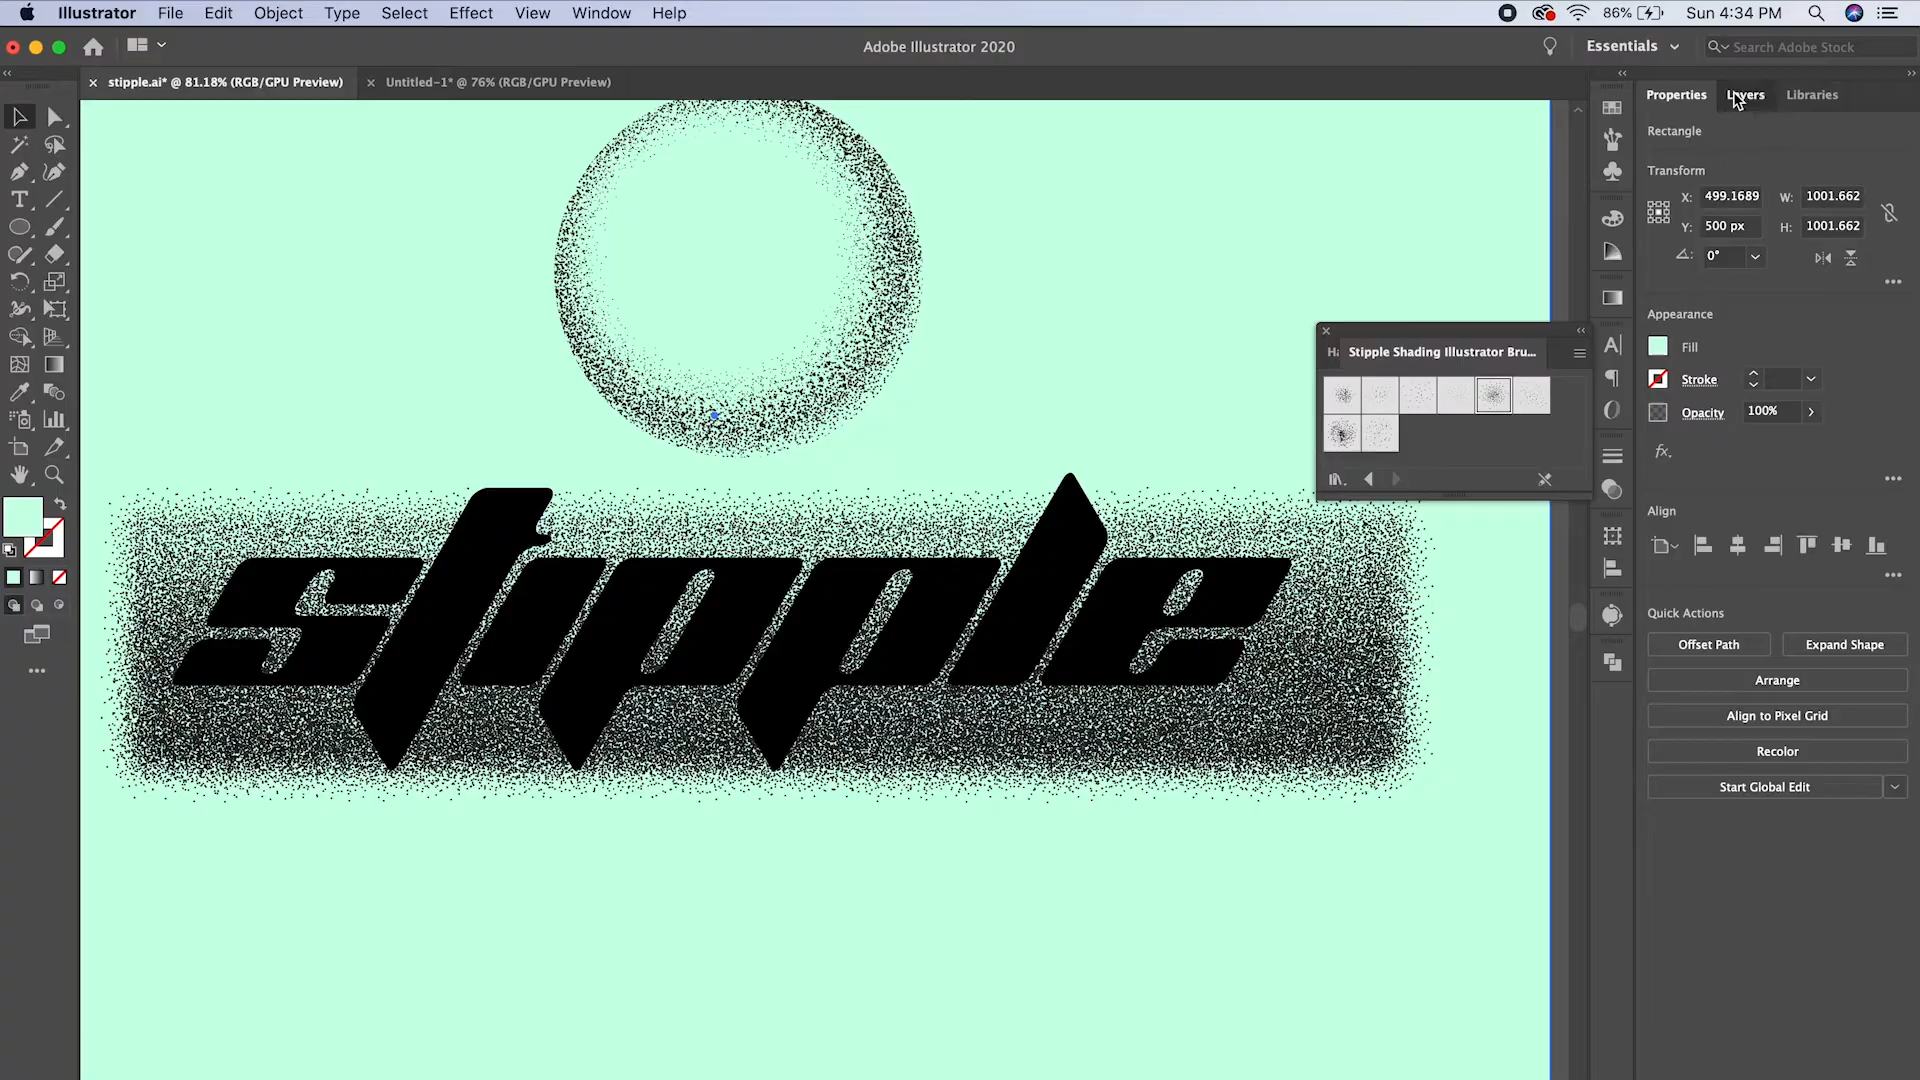 Illustrator File Edit Object Type Select Effect View Window Help 86% Sun 4:34 PM
Adobe Illustrator 2020 Essentials Search Adobe Stock
stipple.ai* @ 81.18% (RGB/GPU Preview) Untitled-1* @ 76% (RGB/GPU Preview)
Properties Layers Libraries
Rectangle
Transform
X: 499.1689 W: 1001.662
Y: 500 px H: 1001.662
0°
Appearance
Fill
Stroke
Opacity 100%
fx.
Stipple Shading Illustrator Bru...
stipple
Align
Quick Actions
Offset Path Expand Shape
Arrange
Align to Pixel Grid
Recolor
Start Global Edit